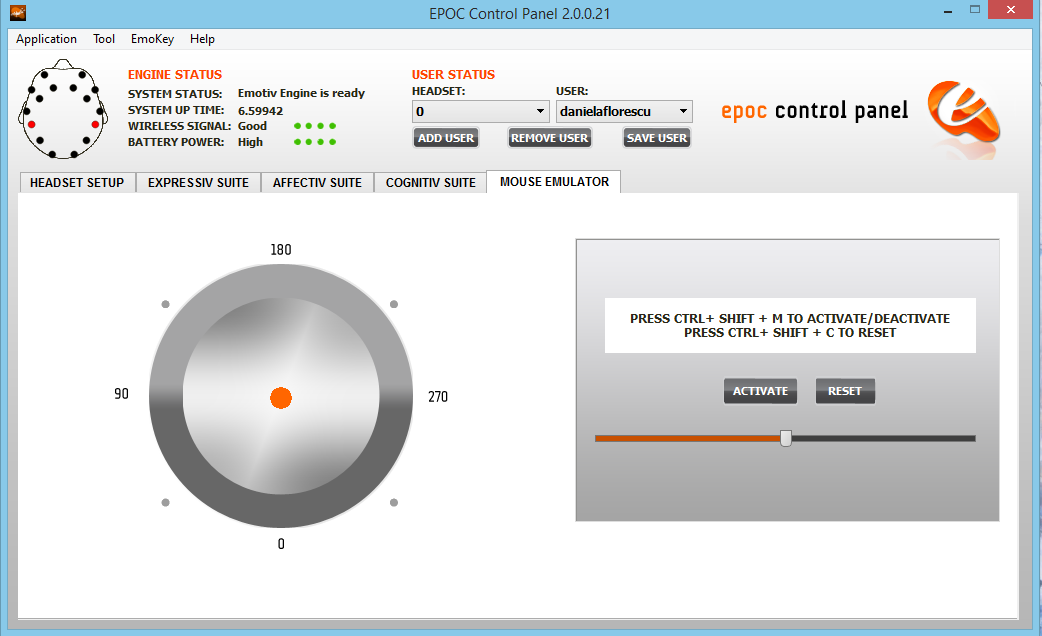 EPOC Control Panel 2.0.0.21
Application Tool EmoKey Help
ENGINE STATUS
SYSTEM STATUS: Emotiv Engine is ready
SYSTEM UP TIME: 6.59942
WIRELESS SIGNAL: Good
BATTERY POWER: High
USER STATUS
HEADSET: USER:
0 danielaflorescu
ADD USER REMOVE USER SAVE USER
epoc control panel
HEADSET SETUP EXPRESSIV SUITE AFFECTIV SUITE COGNITIV SUITE MOUSE EMULATOR
180
90
270
0
PRESS CTRL+ SHIFT + M TO ACTIVATE/DEACTIVATE
PRESS CTRL+ SHIFT + C TO RESET
ACTIVATE RESET